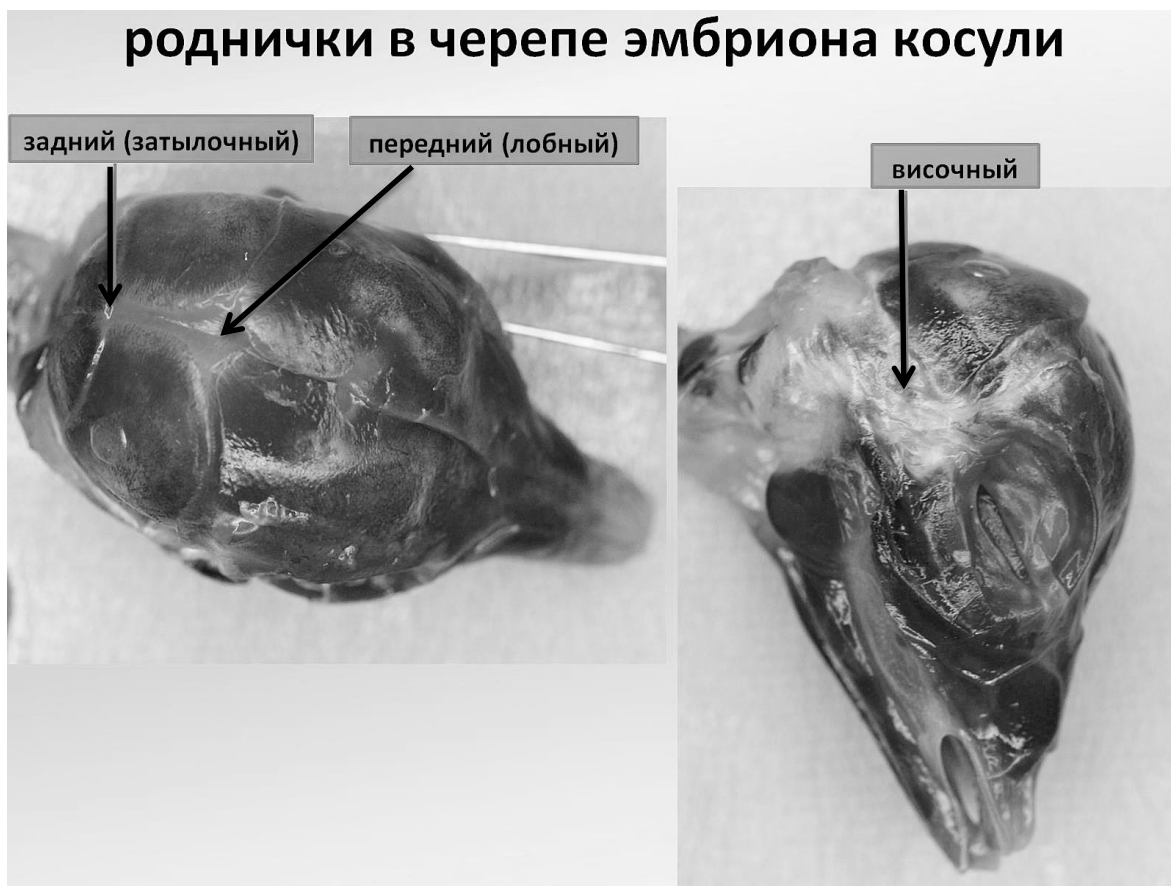 роднички в черепе эмбриона косули
задний (затылочный)
передний (лобный)
височный